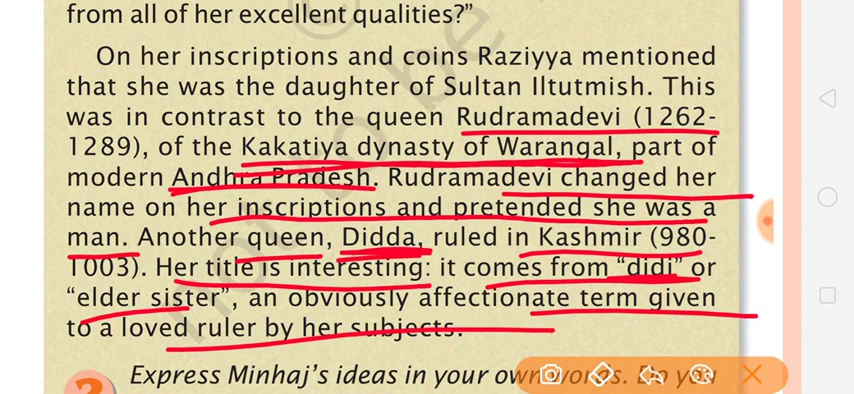 from all of her excellent qualities?”
On her inscriptions and coins Raziyya mentioned
that she was the daughter of Sultan Iltutmish. This
was in contrast to the queen Rudramadevi (1262-
1289), of the Kakatiya dynasty of Warangal, part of
modern Andhra Pradesh. Rudramadevi changed her
name on her inscriptions and pretended she was a
man. Another queen, Didda, ruled in Kashmir (980-
1003). Her title is interesting: it comes from “didi” or
“elder sister”, an obviously affectionate term given
to a loved ruler by her subjects.
? Express Minhaj’s ideas in your own words. Do you